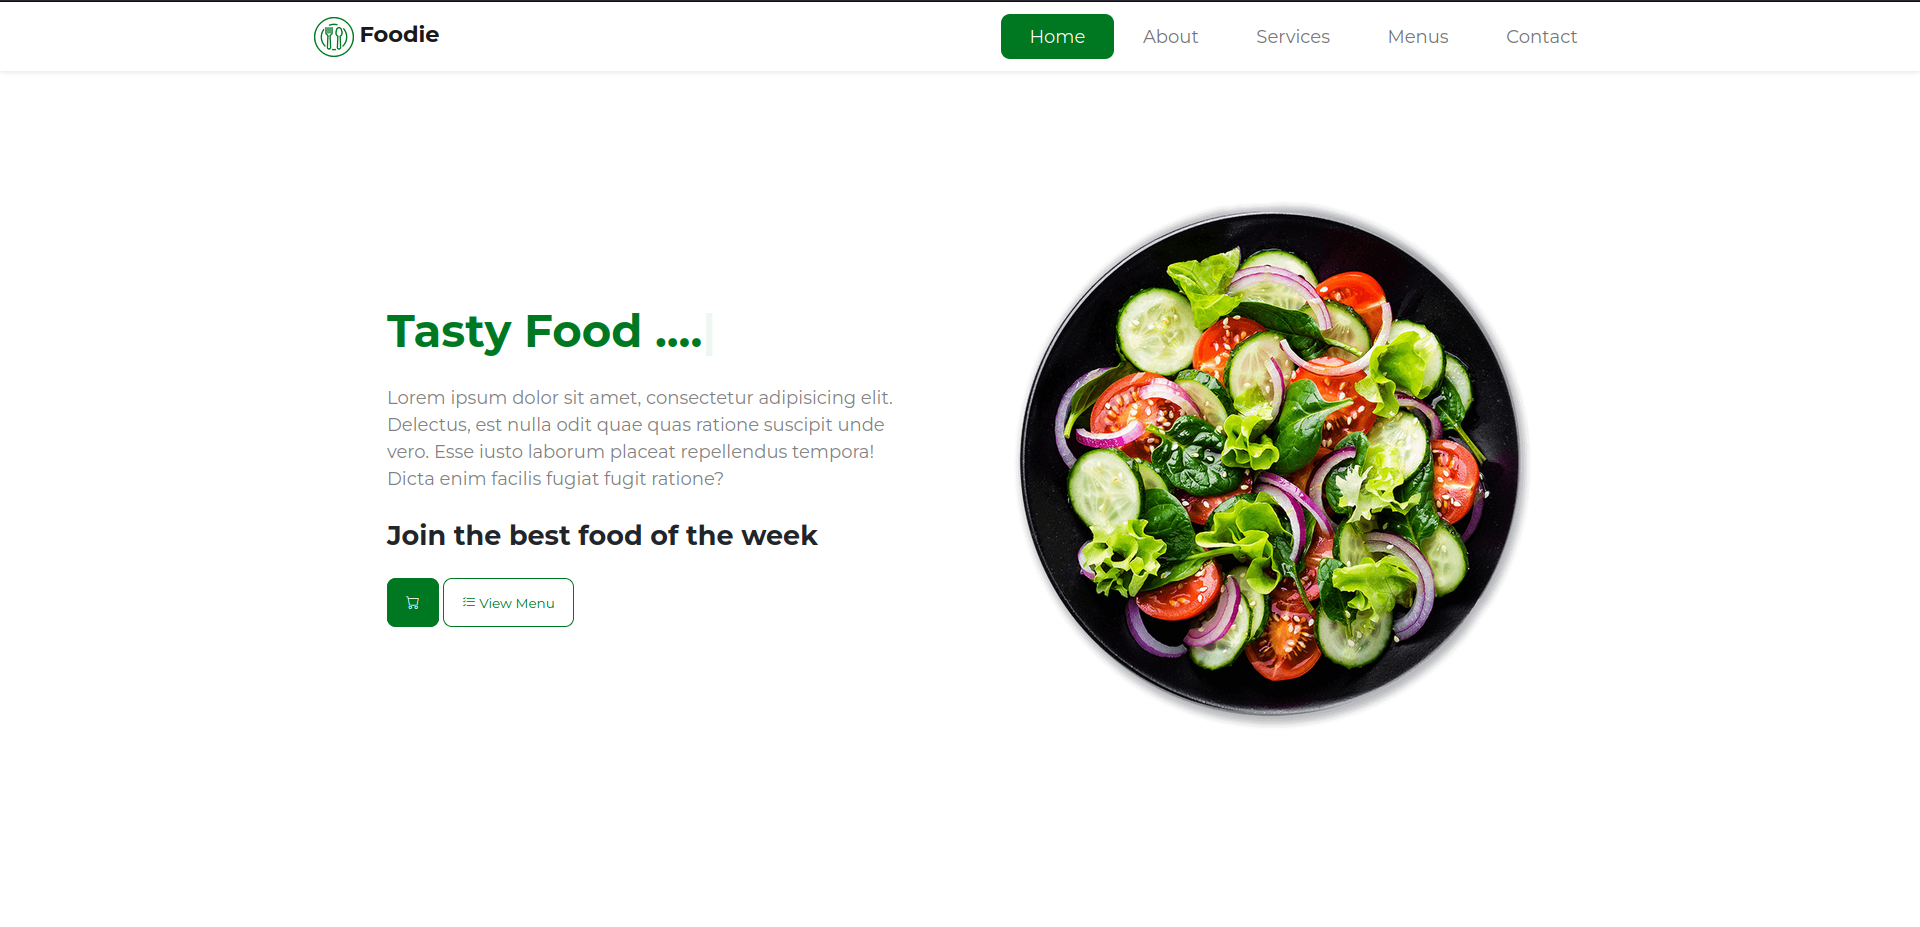 Foodie
Home
About
Services
Menus
Contact
Tasty Food ....|
Lorem ipsum dolor sit amet, consectetur adipisicing elit.
Delectus, est nulla odit quae quas ratione suscipit unde
vero. Esse iusto laborum placeat repellendus tempora!
Dicta enim facilis fugiat fugit ratione?
Join the best food of the week
View Menu